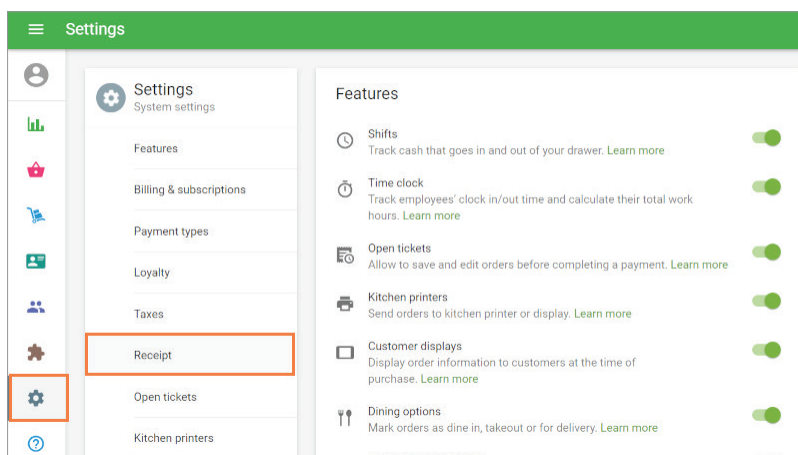 Settings
Settings
System settings
Features
Billing & subscriptions
Payment types
Loyalty
Taxes
Receipt
Open tickets
Kitchen printers
Features
Shifts
Track cash that goes in and out of your drawer. Learn more
Time clock
Track employees' clock in/out time and calculate their total work
hours. Learn more
Open tickets
Allow to save and edit orders before completing a payment. Learn more
Kitchen printers
Send orders to kitchen printer or display. Learn more
Customer displays
Display order information to customers at the time of
purchase. Learn more
Dining options
Mark orders as dine in, takeout or for delivery. Learn more